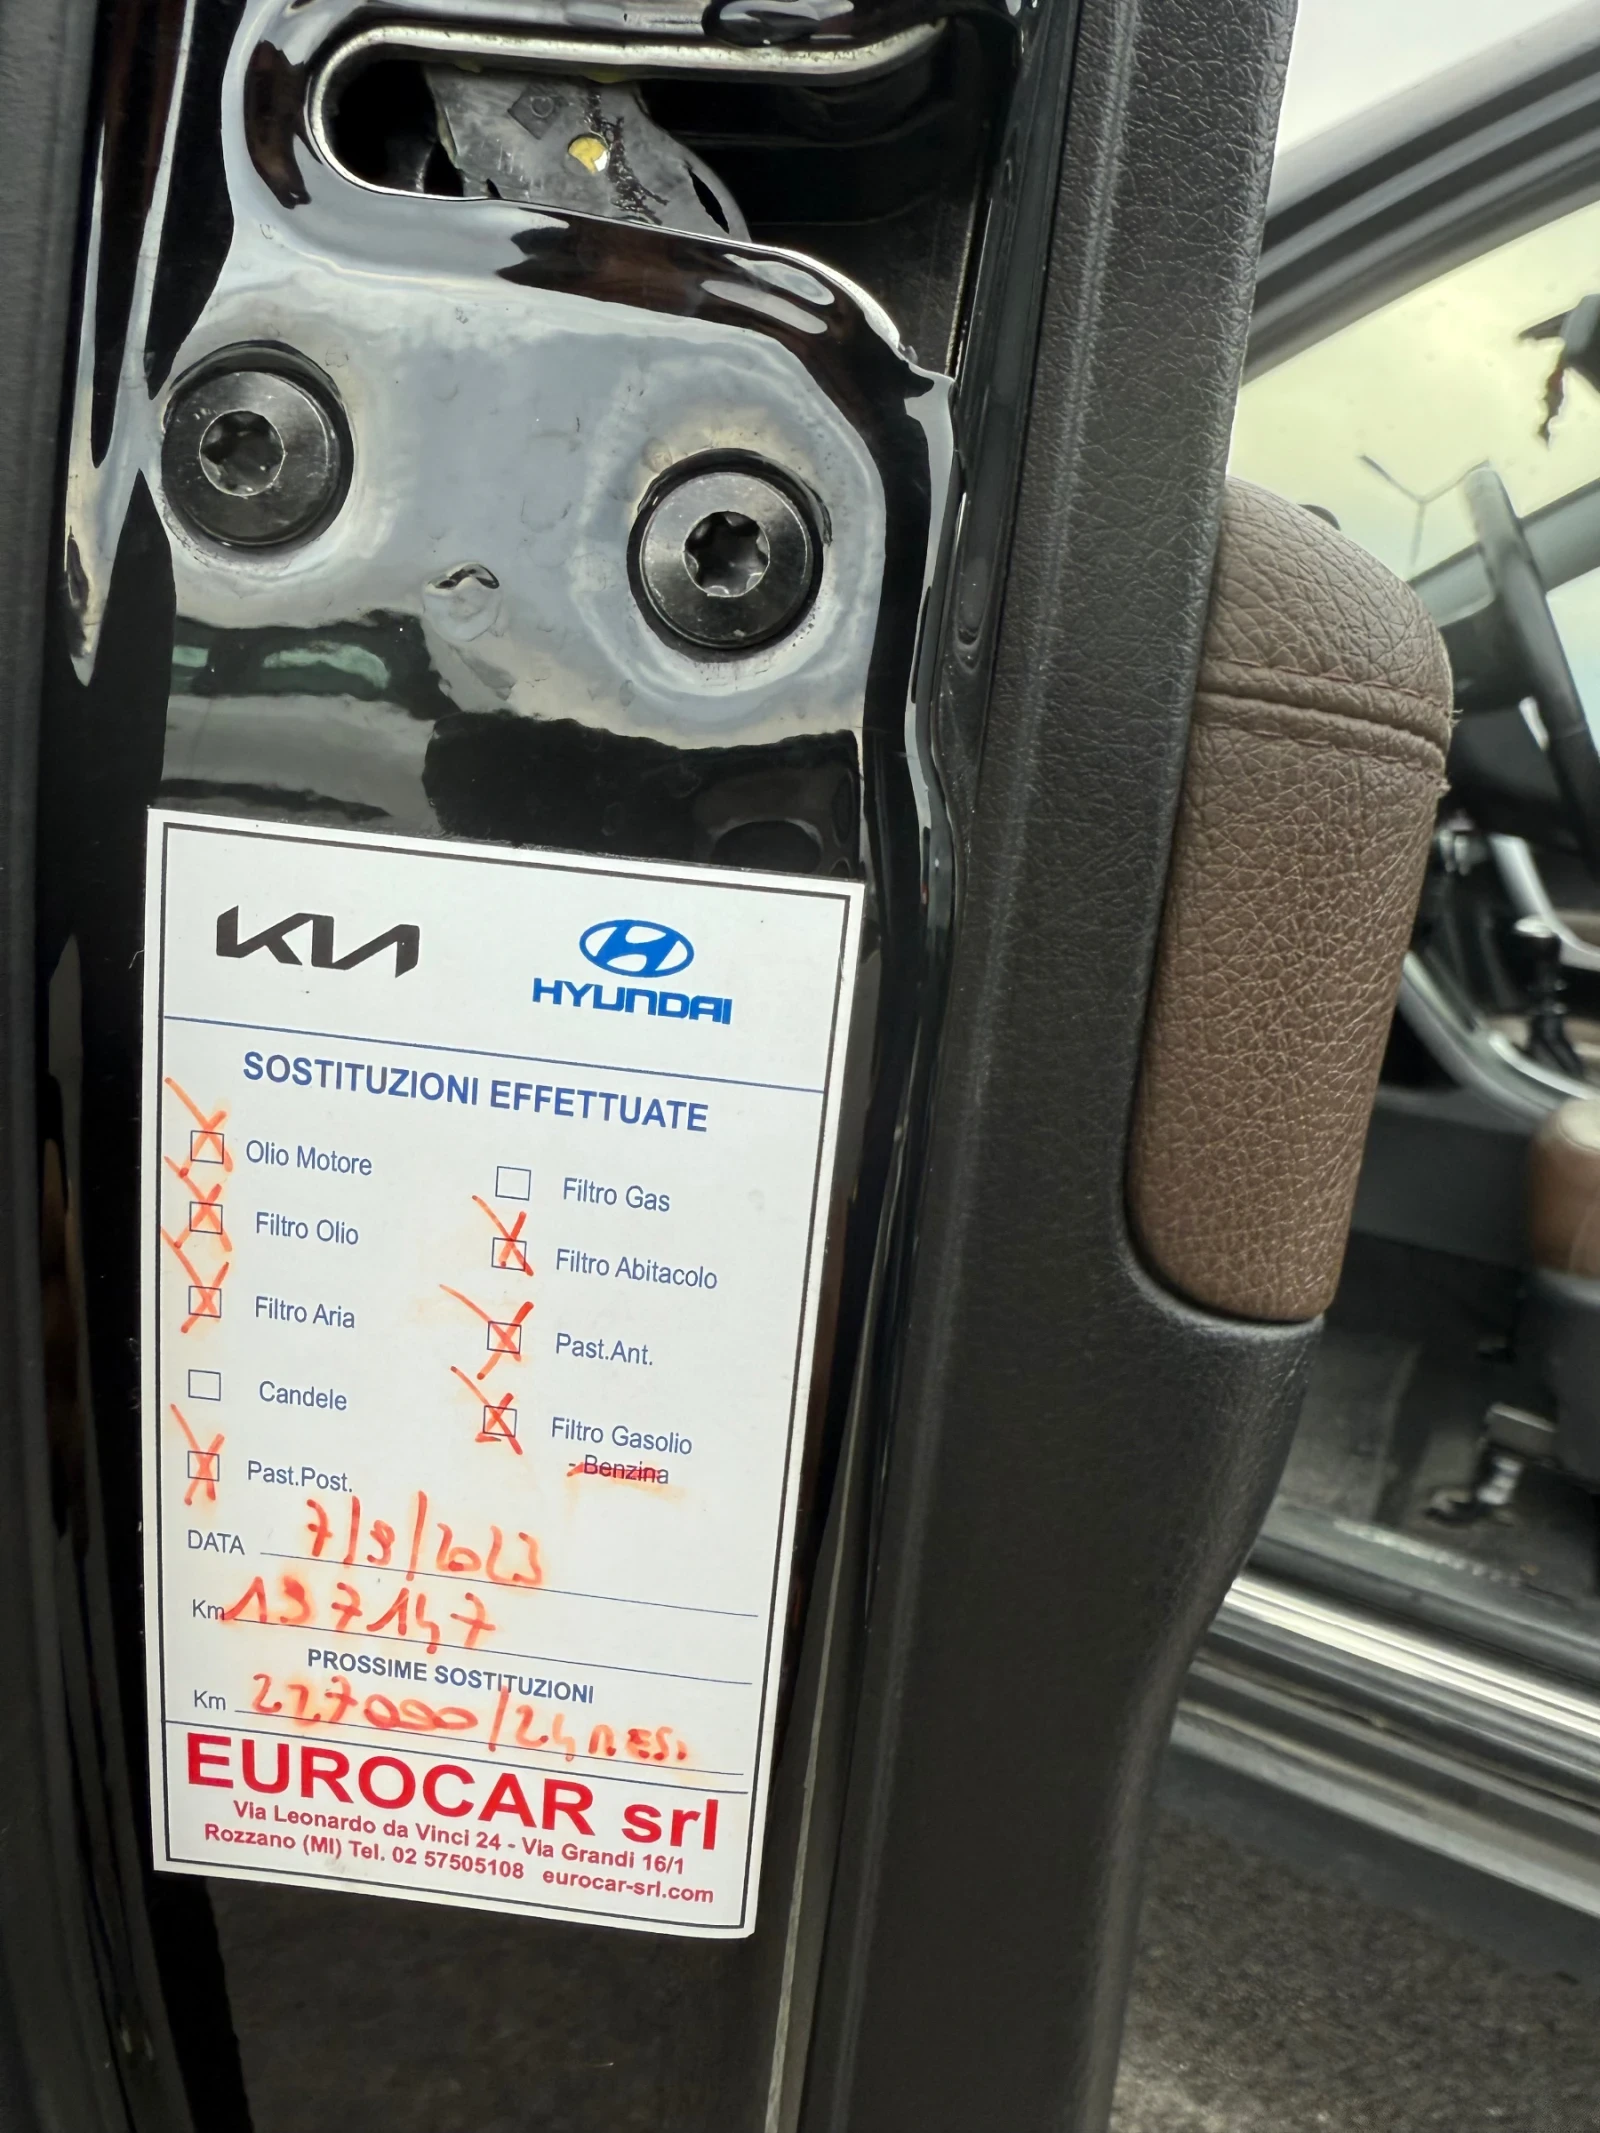 KIA HYUNDAI
SOSTITUZIONI EFFETTUATE
Olio Motore
Filtro Gas
Filtro Olio
Filtro Abitacolo
Filtro Aria
Past.Ant.
Candele
Filtro Gasolio
- Benzina
Past.Post.
DATA 7/9/2023
Km 197147
PROSSIME SOSTITUZIONI
Km 227000/24 MESI
EUROCAR srl
Via Leonardo da Vinci 24 - Via Grandi 16/1
Rozzano (MI) Tel. 02 57505108 eurocar-srl.com